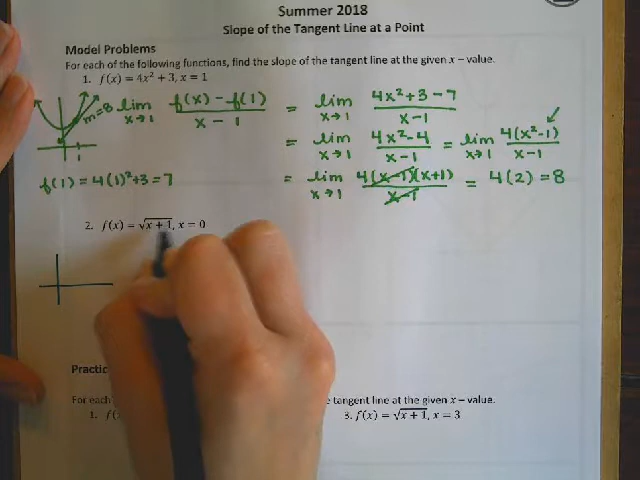 Summer 2018
Slope of the Tangent Line at a Point
Model Problems
For each of the following functions, find the slope of the tangent line at the given x – value.
1. f(x) = 4x² + 3, x = 1
m=8 lim x→1 f(x) - f(1) / x - 1 = lim x→1 4x²+3-7 / x-1
= lim x→1 4x²-4 / x-1 = lim x→1 4(x²-1) / x-1
f(1) = 4(1)²+3 = 7 = lim x→1 4(x-1)(x+1) / x-1 = 4(2) = 8
2. f(x) = √x + 1, x = 0
For each
tangent line at the given x – value.
1.
3. f(x) = √x + 1, x = 3